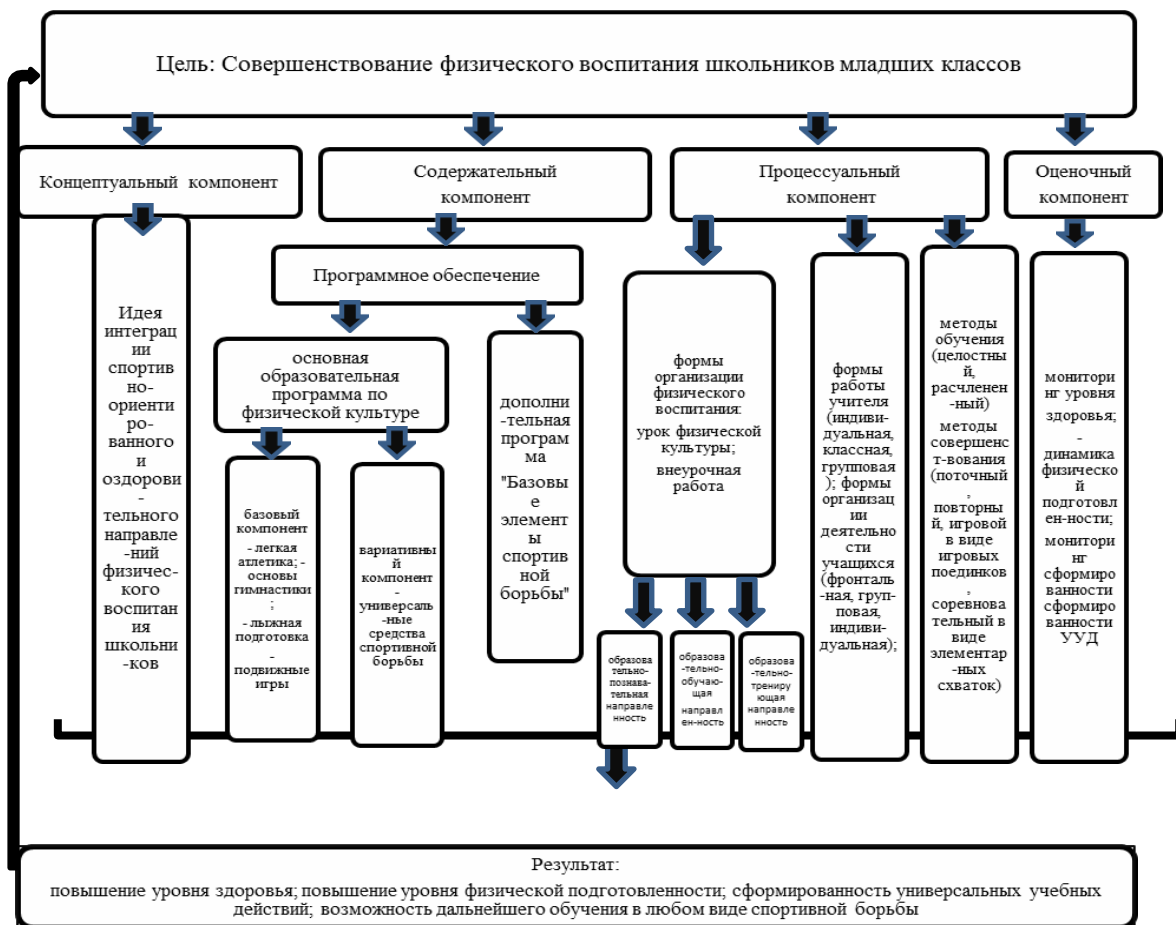 Цель: Совершенствование физического воспитания школьников младших классов
Концептуальный компонент
Содержательный
компонент
Процессуальный
компонент
Оценочный
компонент
Идея
интеграц
ии
спортив
но-
ориенти
ро-
ванного
и
оздорови
-
тельного
направле
-ний
физичес-
кого
воспитан
ия
школьни
-ков
Программное обеспечение
основная
образовательная
программа по
физической культуре
базовый
компонент
- легкая
атлетика; -
основы
гимнастики
;
- лыжная
подготовка
-
подвижные
игры
вариативны
й
компонент
-
универсаль
-ные
средства
спортивной
борьбы
дополни
-тельная
програм
ма
"Базовы
е
элемент
ы
спортив
ной
борьбы"
формы
организации
физического
воспитания:
урок физической
культуры;
внеурочная
работа
образова
тельно-
познава-
тельная
направле
нность
образова
-тельно-
обучаю-
щая
направл
ен-ность
образова
-тельно-
трениру
ющая
направле
нность
формы
работы
учителя
(индиви-
дуальная,
классная,
групповая
); формы
организац
ии
деятельно
сти
учащихся
(фронталь
-ная, груп-
повая,
индиви-
дуальная);
методы
обучения
(целостны
й,
расчленен
-ный)
методы
совершенс
т-вования
(поточный
,
повторны
й, игровой
в виде
игровых
поединков
,
соревнова
тельный в
виде
элементар
-ных
схваток)
монитори
нг уровня
здоровья;
-
динамика
физическо
й
подготовл
ен-ности;
монитори
нг
сформиро
ванности
сформиро
ванности
УУД
Результат:
повышение уровня здоровья; повышение уровня физической подготовленности; сформированность универсальных учебных
действий; возможность дальнейшего обучения в любом виде спортивной борьбы